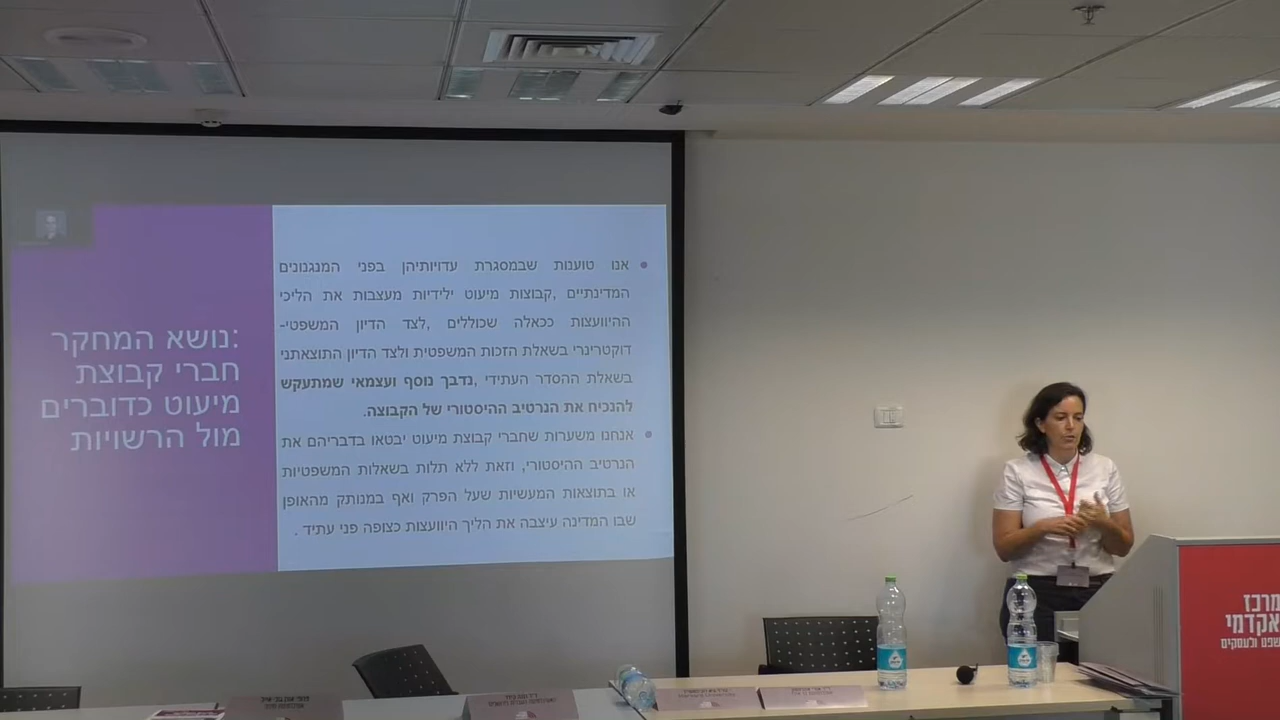 נושא המחקר:
חברי קבוצת
מיעוט כדוברים
מול הרשויות
• אנו טוענות שבמסגרת עדויותיהן בפני המנגנונים
המדינתיים ,קבוצות מיעוט ילידיות מעצבות את הליכי
ההיוועצות ככאלה שכוללים ,לצד הדיון המשפטי-
דוקטרינרי בשאלת הזכות המשפטית ולצד הדיון התוצאתני
בשאלת ההסדר העתידי ,נדבך נוסף ועצמאי שמתעקש
להנכיח את הנרטיב ההיסטורי של הקבוצה.
• אנחנו משערות שחברי קבוצת מיעוט יבטאו בדבריהם את
הנרטיב ההיסטורי, וזאת ללא תלות בשאלות המשפטיות
או בתוצאות המעשיות שעל הפרק ואף במנותק מהאופן
שבו המדינה עיצבה את הליך היוועצות כצופה פני עתיד .
מרכז
אקדמי
משפט ולעסקים